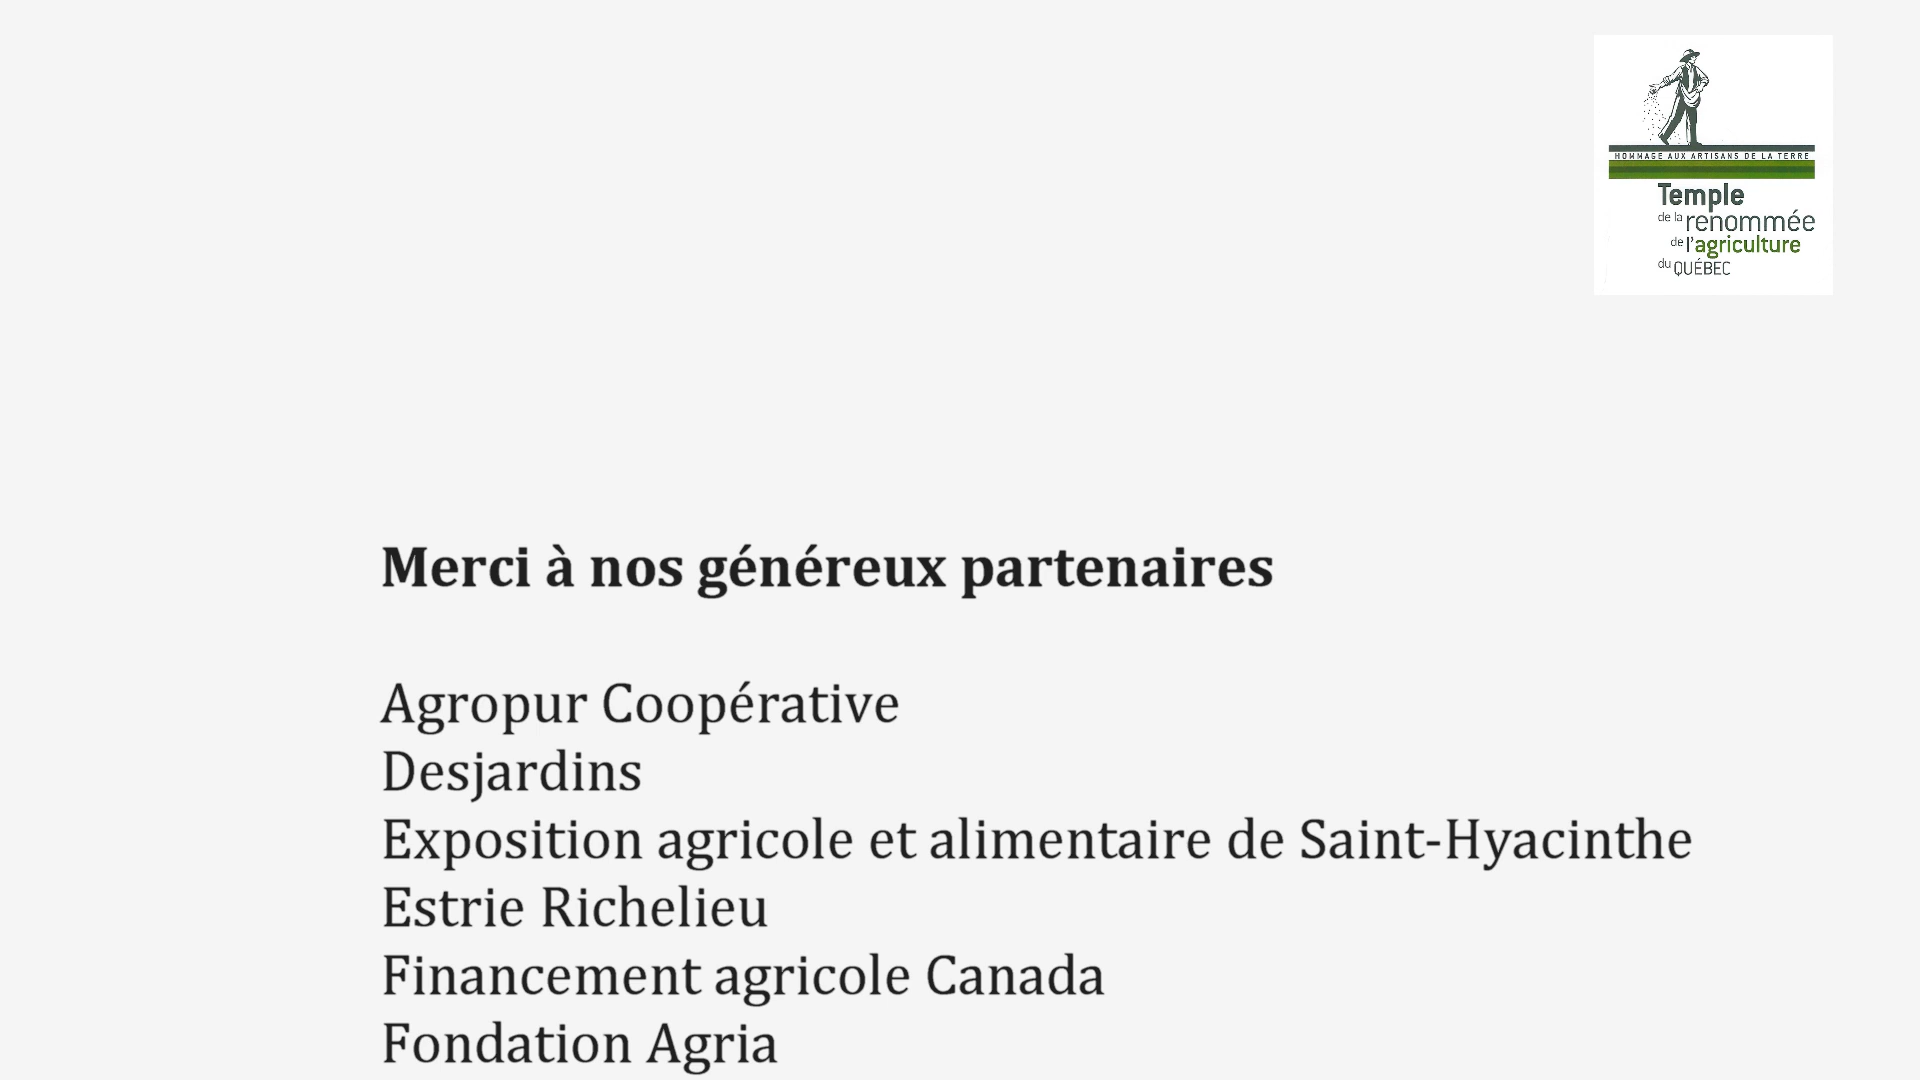 HOMMAGE AUX ARTISANS DE LA TERRE
Temple
de la renommée
de l'agriculture
du QUÉBEC
Merci à nos généreux partenaires
Agropur Coopérative
Desjardins
Exposition agricole et alimentaire de Saint-Hyacinthe
Estrie Richelieu
Financement agricole Canada
Fondation Agria